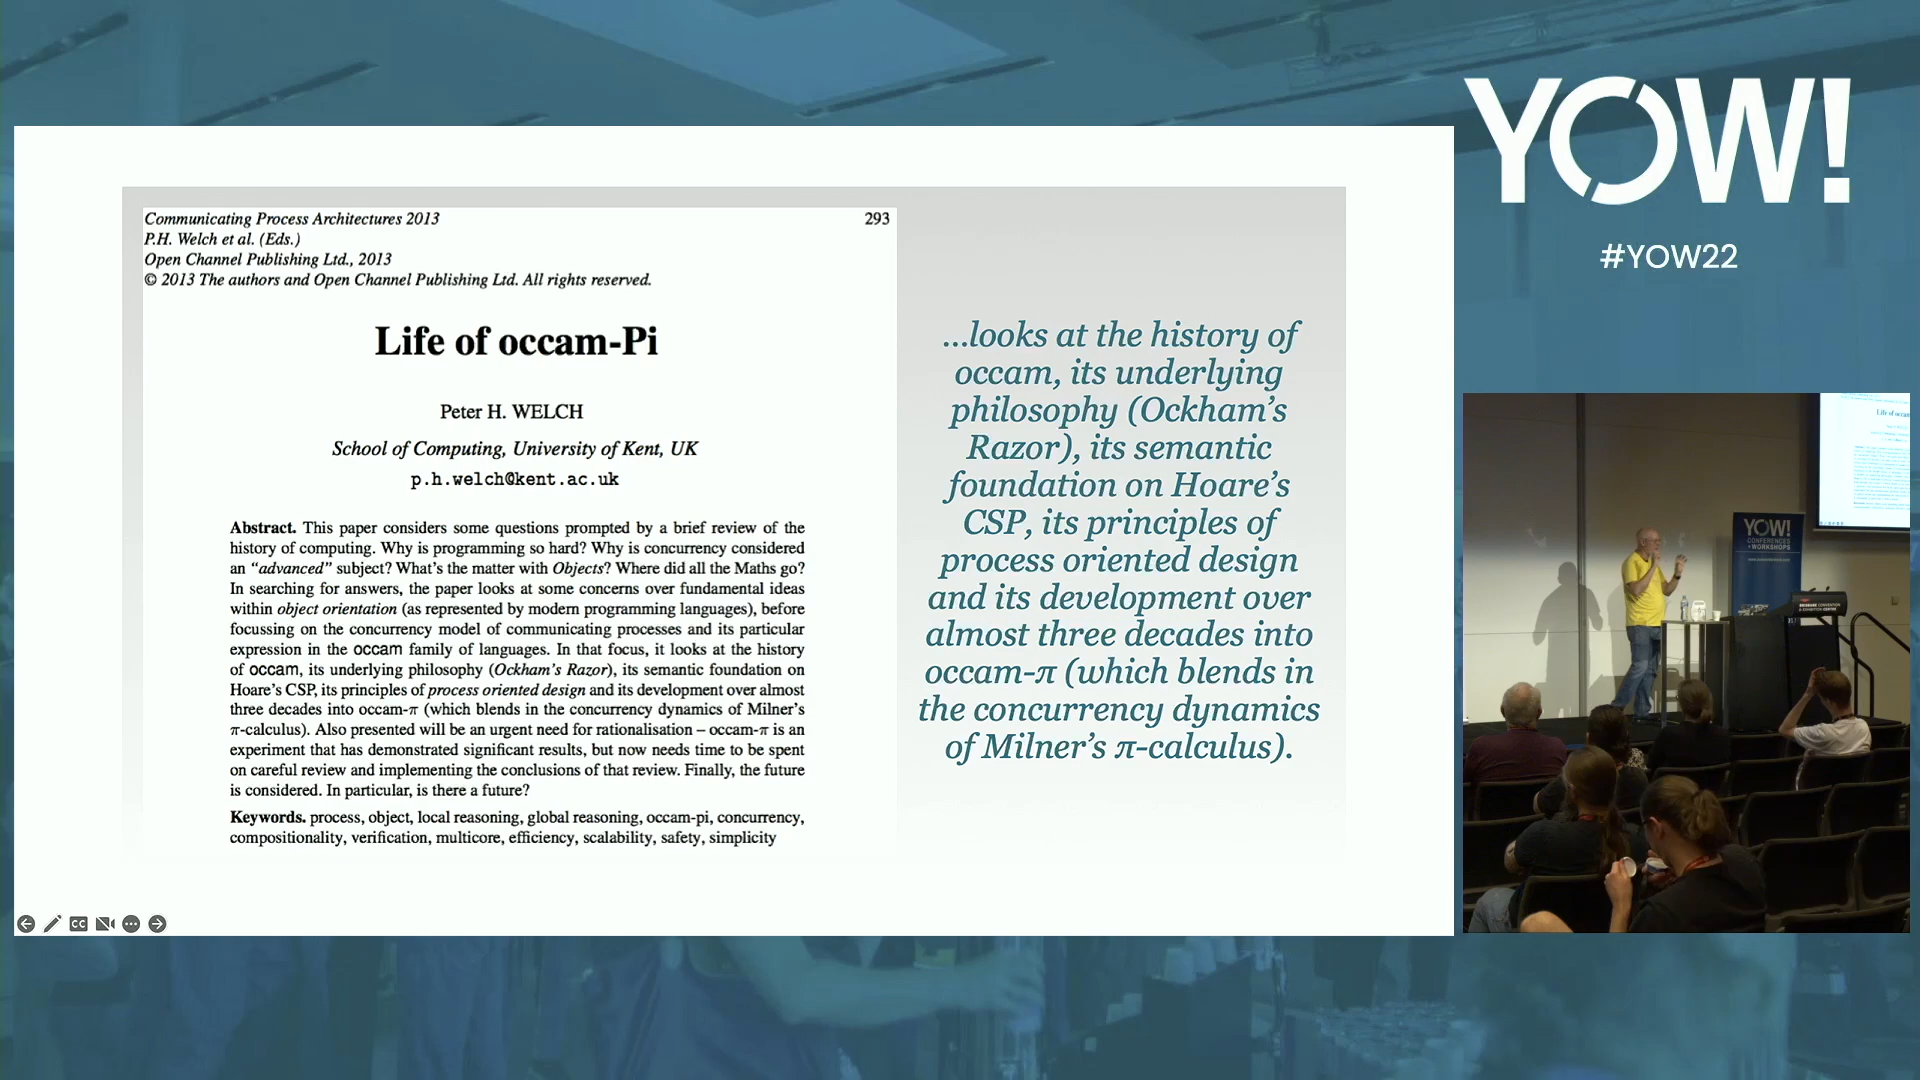 Communicating Process Architectures 2013
293
P.H. Welch et al. (Eds.)
Open Channel Publishing Ltd., 2013
© 2013 The authors and Open Channel Publishing Ltd. All rights reserved.
Life of occam-Pi
Peter H. WELCH
School of Computing, University of Kent, UK
p.h.welch@kent.ac.uk
Abstract. This paper considers some questions prompted by a brief review of the
history of computing. Why is programming so hard? Why is concurrency considered
an “advanced” subject? What’s the matter with Objects? Where did all the Maths go?
In searching for answers, the paper looks at some concerns over fundamental ideas
within object orientation (as represented by modern programming languages), before
focussing on the concurrency model of communicating processes and its particular
expression in the occam family of languages. In that focus, it looks at the history
of occam, its underlying philosophy (Ockham’s Razor), its semantic foundation on
Hoare’s CSP, its principles of process oriented design and its development over almost
three decades into occam-π (which blends in the concurrency dynamics of Milner’s
π-calculus). Also presented will be an urgent need for rationalisation – occam-π is an
experiment that has demonstrated significant results, but now needs time to be spent
on careful review and implementing the conclusions of that review. Finally, the future
is considered. In particular, is there a future?
Keywords. process, object, local reasoning, global reasoning, occam-pi, concurrency,
compositionality, verification, multicore, efficiency, scalability, safety, simplicity
...looks at the history of
occam, its underlying
philosophy (Ockham’s
Razor), its semantic
foundation on Hoare’s
CSP, its principles of
process oriented design
and its development over
almost three decades into
occam-π (which blends in
the concurrency dynamics
of Milner’s π-calculus).
CC
YOW!
#YOW22
Life of occam
YOW!
CONFERENCES
+WORKSHOPS
BRISBANE CONVENTION
& EXHIBITION CENTRE